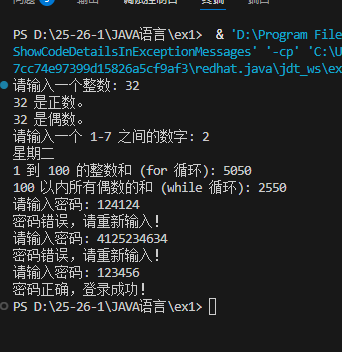 终端
PS D:\25-26-1\JAVA语言\ex1>  & 'D:\Program File
ShowCodeDetailsInExceptionMessages' '-cp' 'C:\U
7cc74e97399d15826a5cf9af3\redhat.java\jdt_ws\ex
请输入一个整数: 32
32 是正数。
32 是偶数。
请输入一个 1-7 之间的数字: 2
星期二
1 到 100 的整数和 (for 循环): 5050
100 以内所有偶数的和 (while 循环): 2550
请输入密码: 124124
密码错误，请重新输入!
请输入密码: 4125234634
密码错误，请重新输入!
请输入密码: 123456
密码正确，登录成功!
PS D:\25-26-1\JAVA语言\ex1>